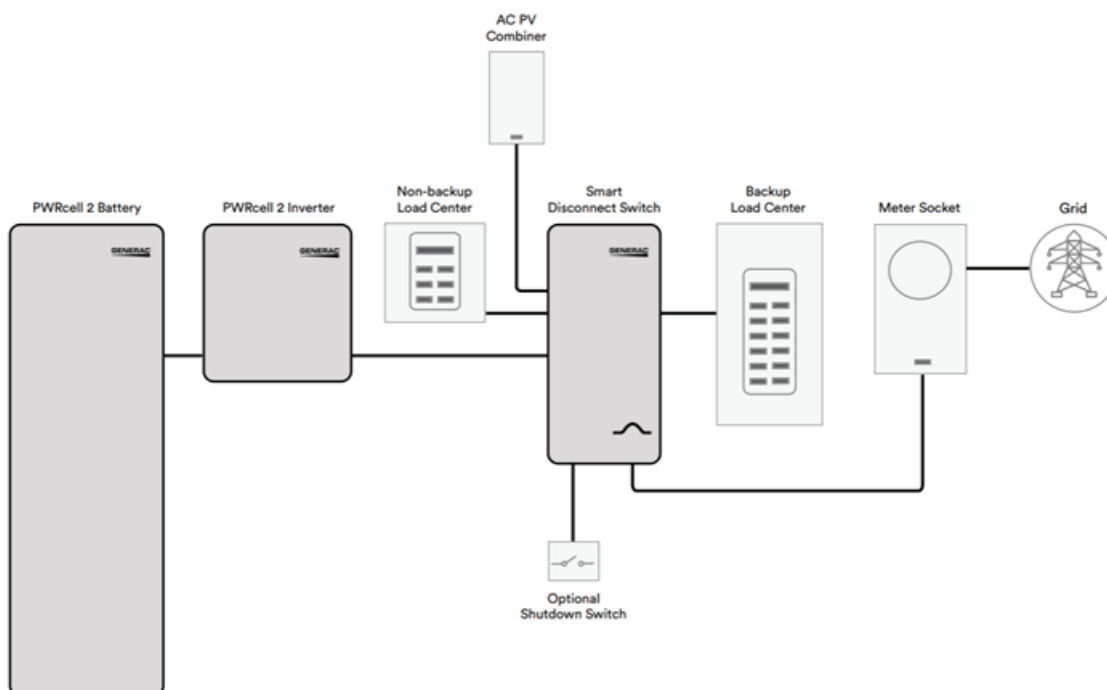 AC PV
Combiner
PWRcell 2 Battery
GENERAC
PWRcell 2 Inverter
GENERAC
Non-backup
Load Center
Smart
Disconnect Switch
GENERAC
Backup
Load Center
Meter Socket
Grid
Optional
Shutdown Switch